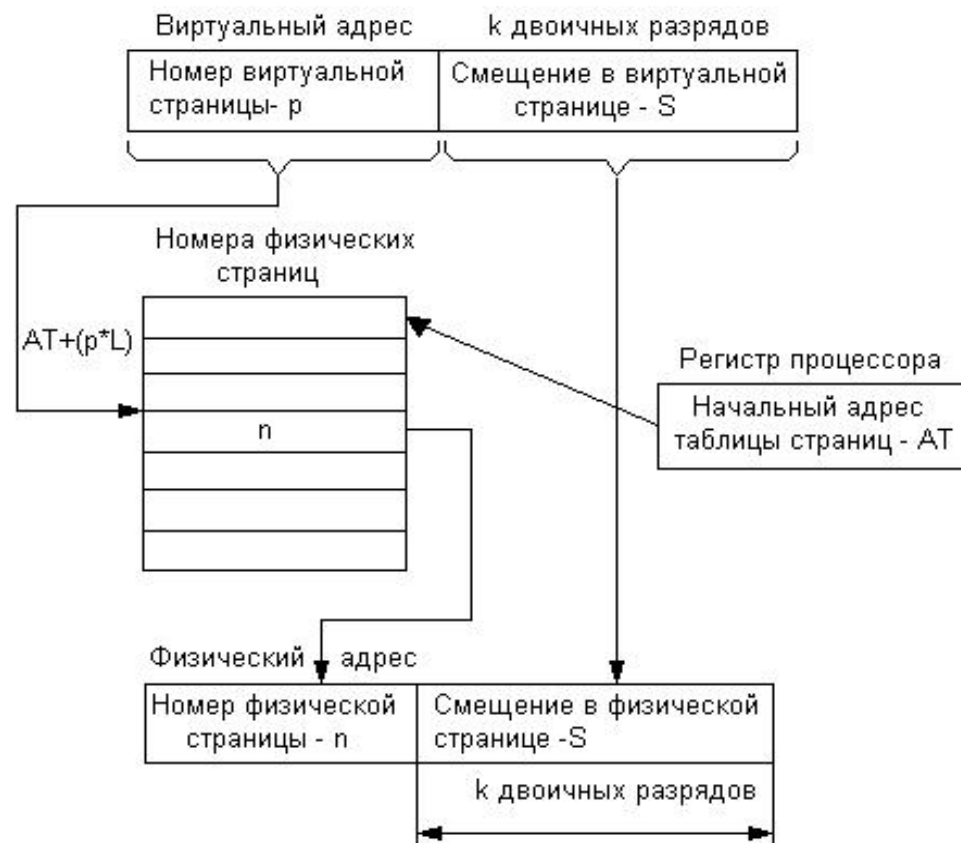 Виртуальный адрес
k двоичных разрядов
Номер виртуальной
страницы- p
Смещение в виртуальной
странице - S
Номера физических
страниц
AT+(p*L)
n
Регистр процессора
Начальный адрес
таблицы страниц - AT
Физический адрес
Номер физической
страницы - n
Смещение в физической
странице -S
k двоичных разрядов